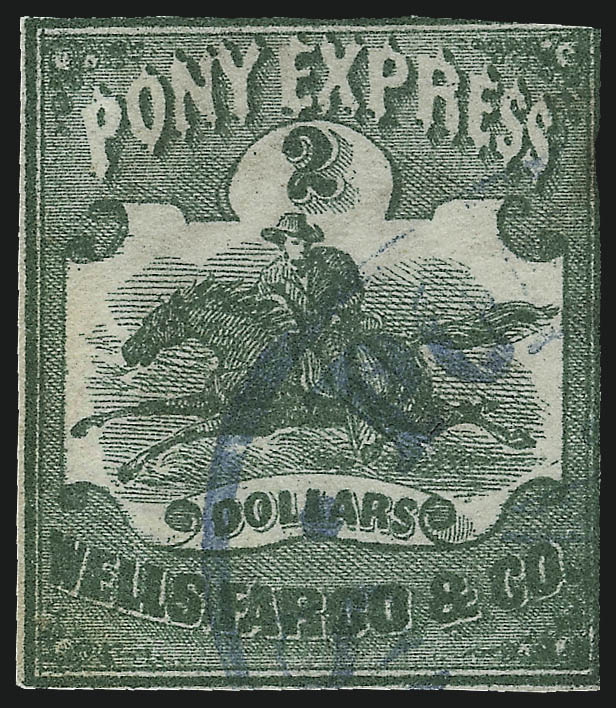 PONY EXPRESS
2
DOLLARS
WELLS FARGO & CO